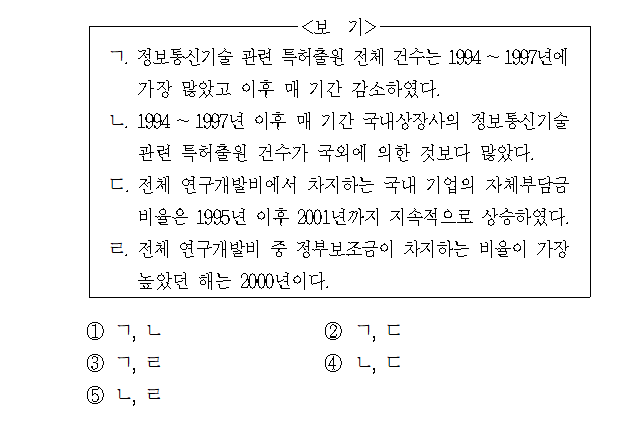 <보 기>
ㄱ. 정보통신기술 관련 특허출원 전체 건수는 1994 ~ 1997년에
가장 많았고 이후 매 기간 감소하였다.
ㄴ. 1994 ~ 1997년 이후 매 기간 국내상장사의 정보통신기술
관련 특허출원 건수가 국외에 의한 것보다 많았다.
ㄷ. 전체 연구개발비에서 차지하는 국내 기업의 자체부담금
비율은 1995년 이후 2001년까지 지속적으로 상승하였다.
ㄹ. 전체 연구개발비 중 정부보조금이 차지하는 비율이 가장
높았던 해는 2000년이다.
① ㄱ, ㄴ ② ㄱ, ㄷ
③ ㄱ, ㄹ ④ ㄴ, ㄷ
⑤ ㄴ, ㄹ